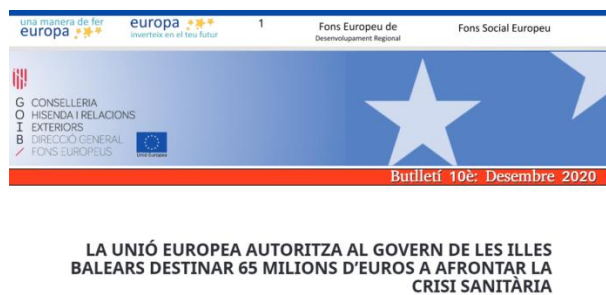 una manera de fer
europa
europa
inverteix en el teu futur
1
Fons Europeu de
Desenvolupament Regional
Fons Social Europeu
G CONSELLERIA
O HISENDA I RELACIONS
I EXTERIORS
B DIRECCIÓ GENERAL
/ FONS EUROPEUS
Unió Europea
Butlletí 10è: Desembre 2020
LA UNIÓ EUROPEA AUTORITZA AL GOVERN DE LES ILLES
BALEARS DESTINAR 65 MILIONS D'EUROS A AFRONTAR LA
CRISI SANITÀRIA